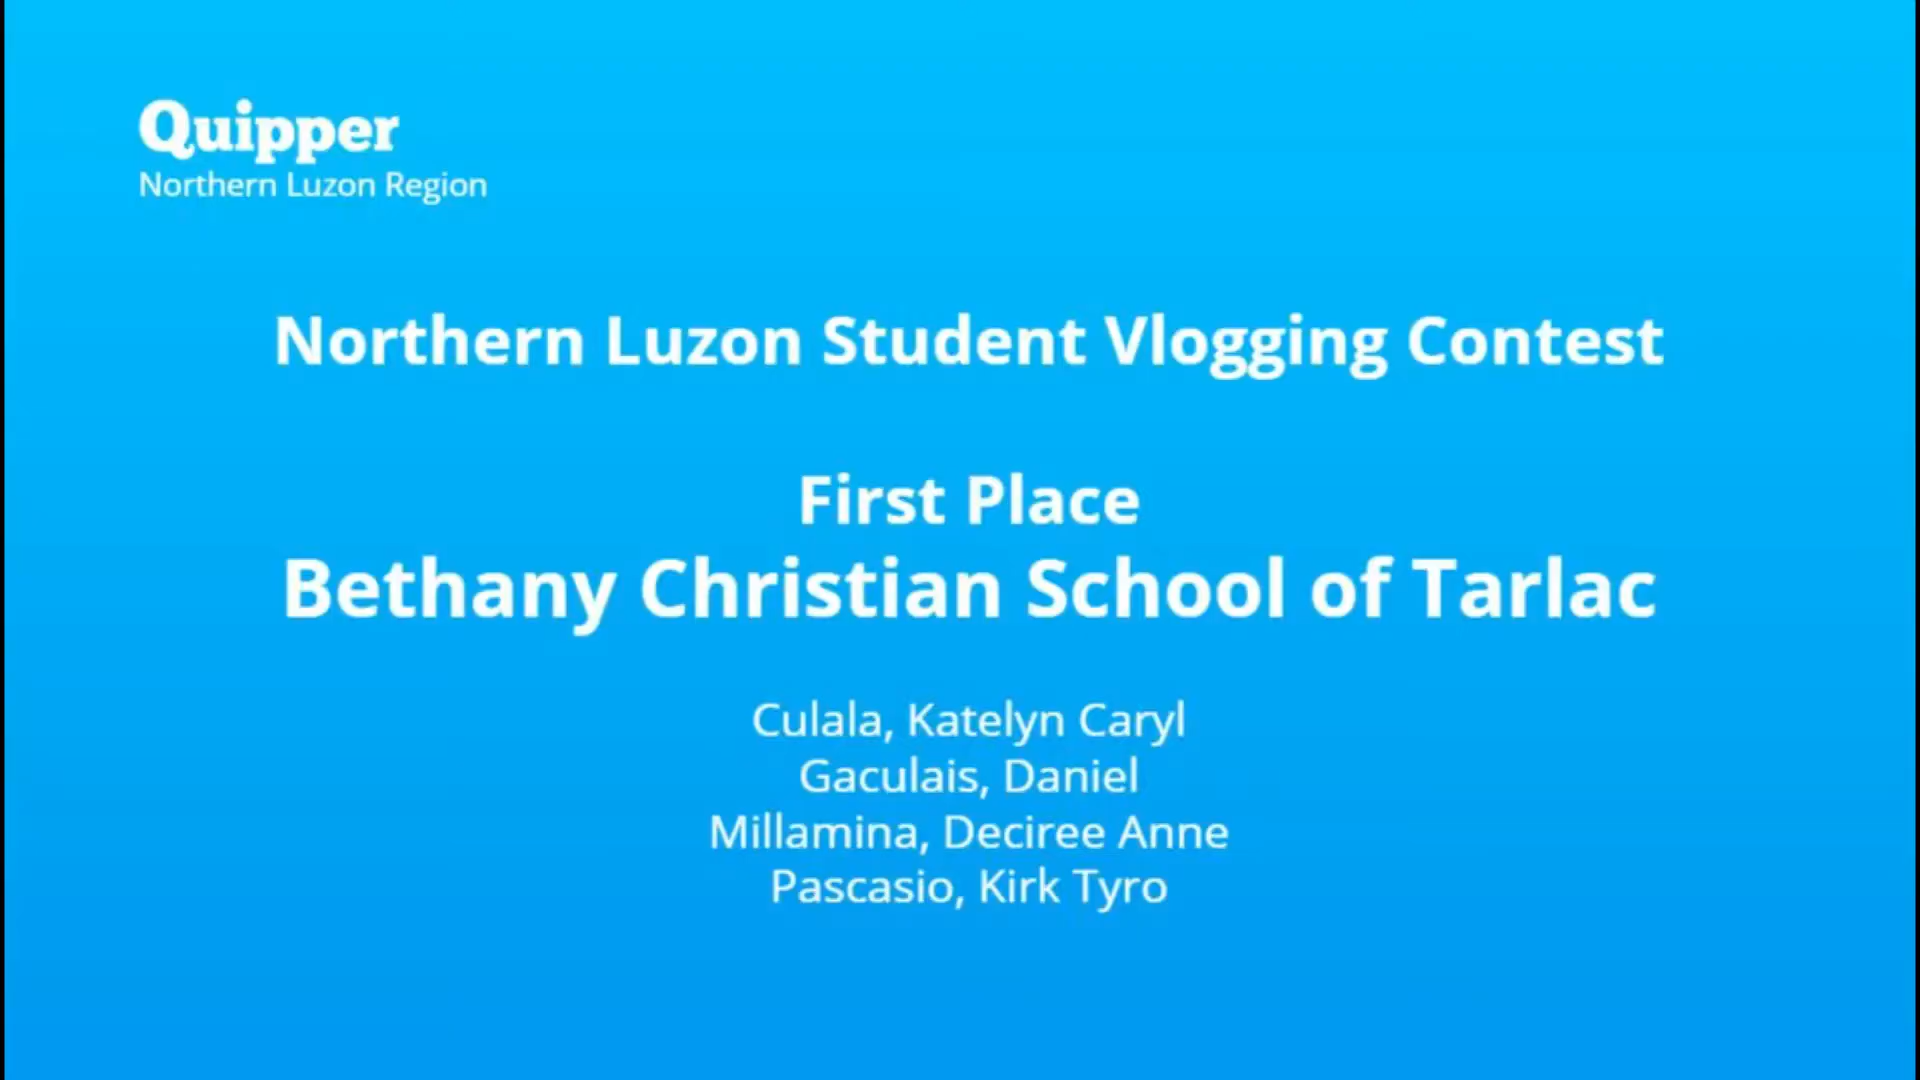 Quipper
Northern Luzon Region
Northern Luzon Student Vlogging Contest
First Place
Bethany Christian School of Tarlac
Culala, Katelyn Caryl
Gaculais, Daniel
Millamina, Deciree Anne
Pascasio, Kirk Tyro